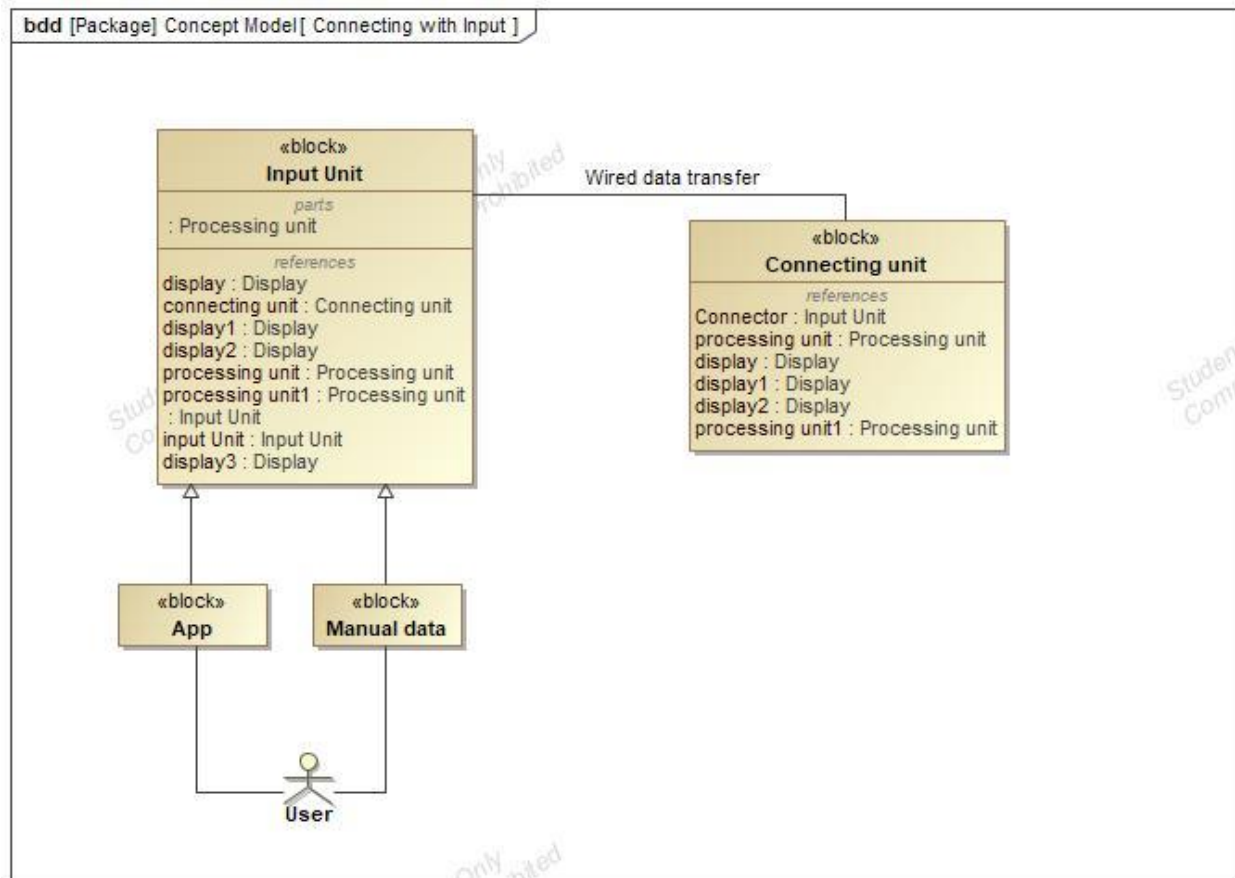 bdd [Package] Concept Model[ Connecting with Input ]
«block»
Input Unit
parts
: Processing unit
references
display : Display
connecting unit : Connecting unit
display1 : Display
display2 : Display
processing unit : Processing unit
processing unit1 : Processing unit
: Input Unit
input Unit : Input Unit
display3 : Display
Wired data transfer
«block»
Connecting unit
references
Connector : Input Unit
processing unit : Processing unit
display : Display
display1 : Display
display2 : Display
processing unit1 : Processing unit
«block»
App
«block»
Manual data
User